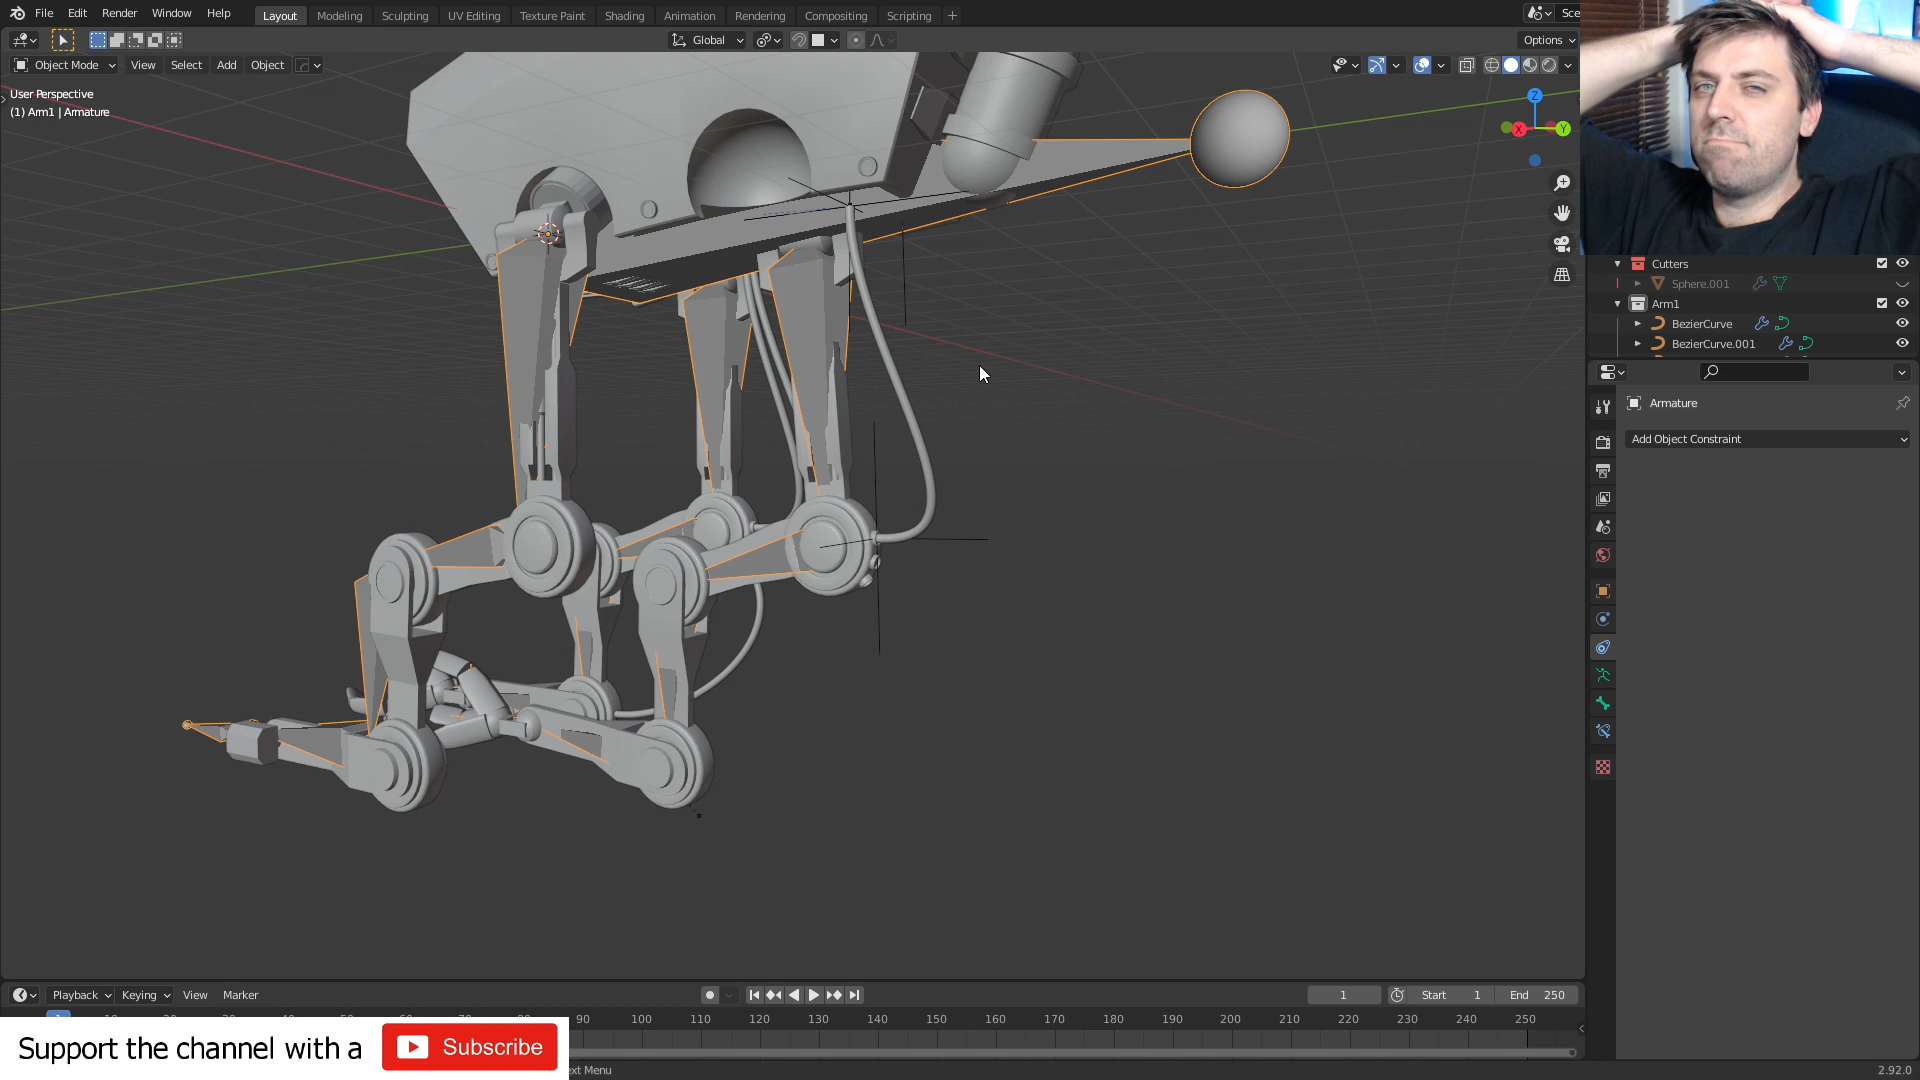 File Edit Render Window Help Layout Modeling Sculpting UV Editing Texture Paint Shading Animation Rendering Compositing Scripting + Sce
Global Options
Object Mode View Select Add Object
User Perspective
(1) Arm1 | Armature
Z
X Y
Cutters
Sphere.001
Arm1
BezierCurve
BezierCurve.001
Armature
Add Object Constraint
Playback Keying View Marker 1 Start 1 End 250
90 100 110 120 130 140 150 160 170 180 190 200 210 220 230 240 250
Support the channel with a Subscribe
ext Menu 2.92.0